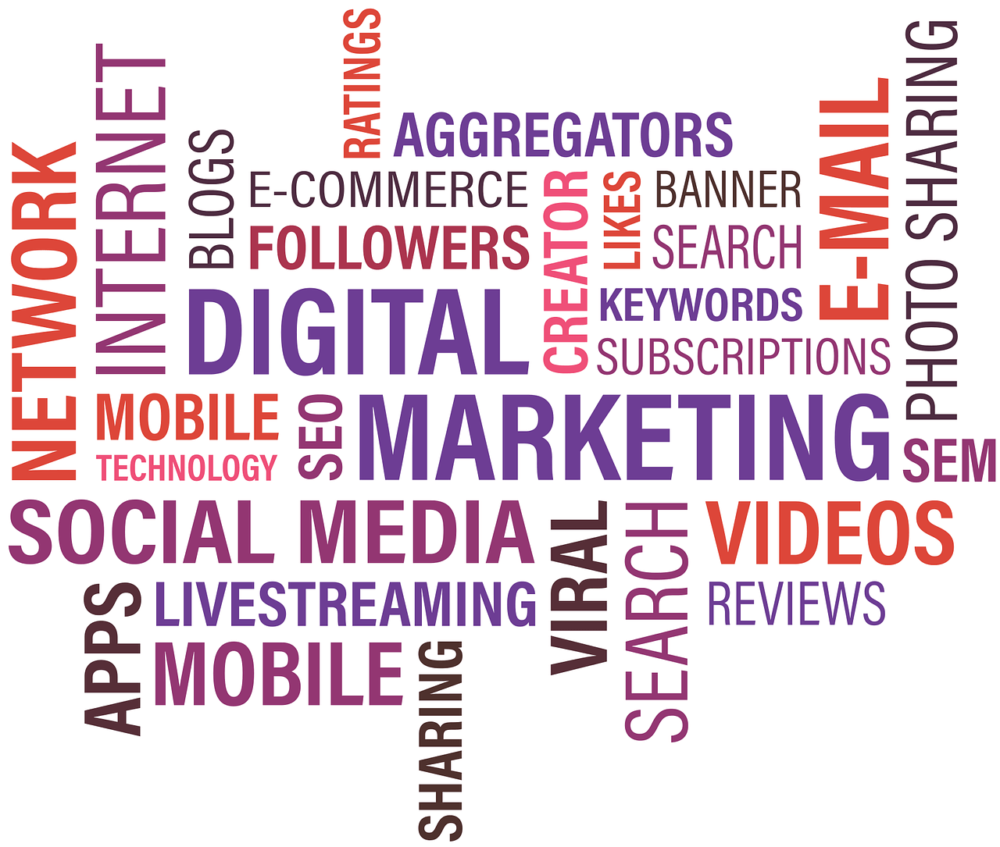 RATINGS
AGGREGATORS
INTERNET
NETWORK
BLOGS
E-COMMERCE
FOLLOWERS
CREATOR
LIKES
BANNER
SEARCH
E-MAIL
PHOTO SHARING
DIGITAL
KEYWORDS
SUBSCRIPTIONS
MOBILE
TECHNOLOGY
SEO
MARKETING
SEM
SOCIAL MEDIA
VIRAL
SEARCH
VIDEOS
REVIEWS
APPS
LIVESTREAMING
MOBILE
SHARING